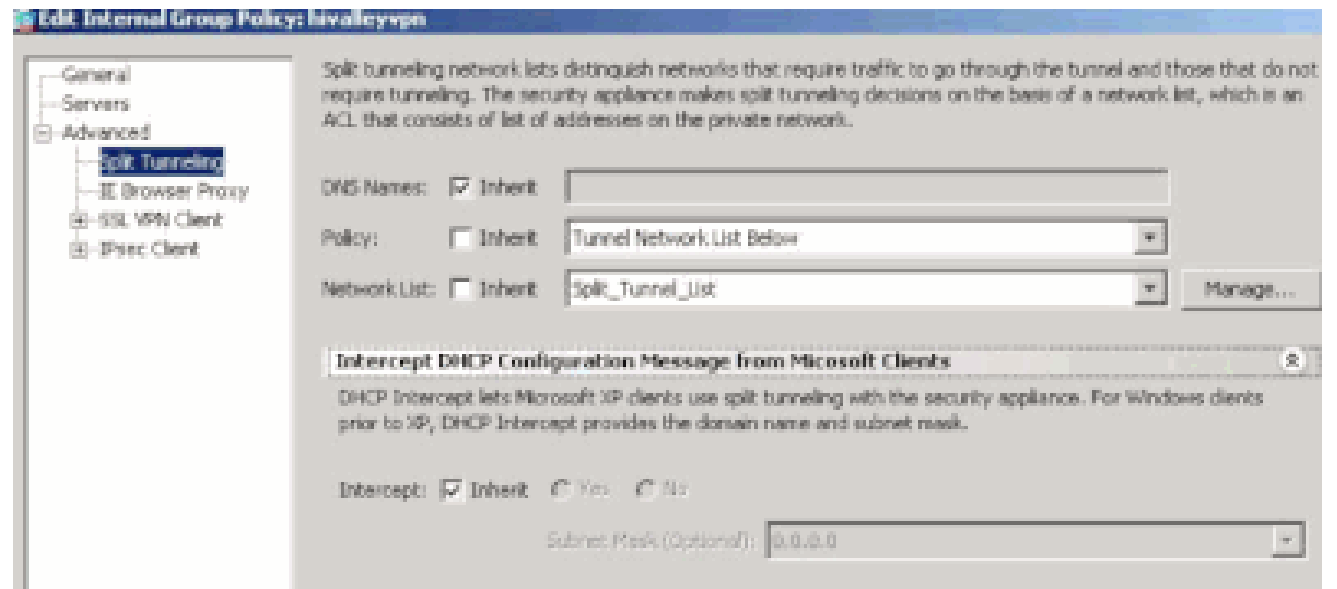 Edit Internal Group Policy: hivalleyvpn
General
Servers
Advanced
Split Tunneling
IE Browser Proxy
SSL VPN Client
IPsec Client
Split tunneling network lists distinguish networks that require traffic to go through the tunnel and those that do not
require tunneling. The security appliance makes split tunneling decisions on the basis of a network list, which is an
ACL that consists of list of addresses on the private network.
DNS Names: Inherit
Policy: Inherit Tunnel Network List Below
Network List: Inherit Split_Tunnel_List Manage...
Intercept DHCP Configuration Message from Micosoft Clients
DHCP Intercept lets Microsoft XP clients use split tunneling with the security appliance. For Windows clients
prior to XP, DHCP Intercept provides the domain name and subnet mask.
Intercept: Inherit Yes No
Subnet Mask (Optional): 0.0.0.0